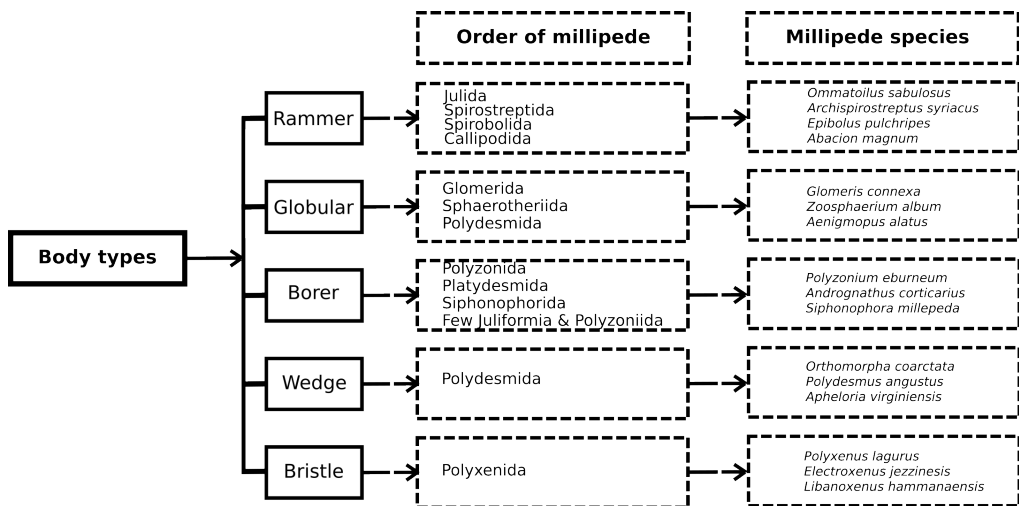 Order of millipede
Millipede species
Body types
Rammer
Julida
Spirostreptida
Spirobolida
Callipodida
Ommatoilus sabulosus
Archispirostreptus syriacus
Epibolus pulchripes
Abacion magnum
Globular
Glomerida
Sphaerotheriida
Polydesmida
Glomeris connexa
Zoosphaerium album
Aenigmopus alatus
Borer
Polyzonida
Platydesmida
Siphonophorida
Few Juliformia & Polyzoniida
Polyzonium eburneum
Andrognathus corticarius
Siphonophora millepeda
Wedge
Polydesmida
Orthomorpha coarctata
Polydesmus angustus
Apheloria virginiensis
Bristle
Polyxenida
Polyxenus lagurus
Electroxenus jezzinesis
Libanoxenus hammanaensis